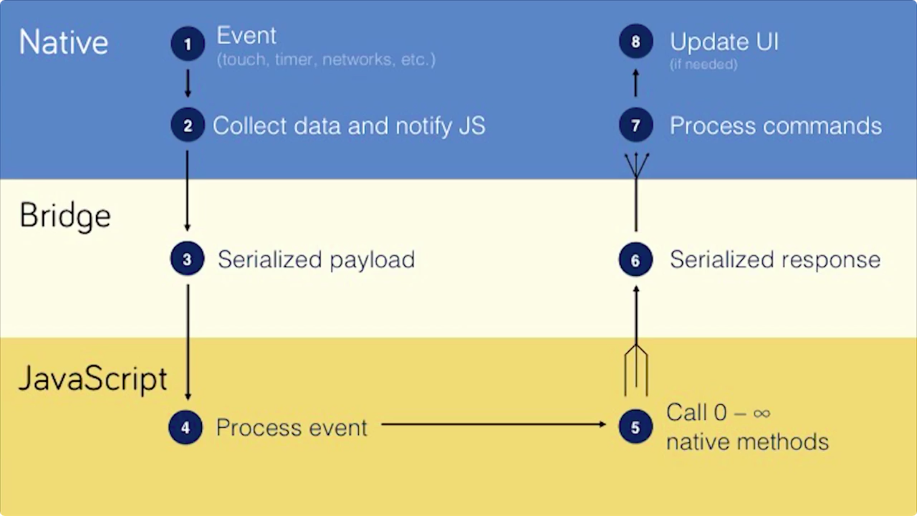 Native
1 Event
(touch, timer, networks, etc.)
2 Collect data and notify JS
8 Update UI
(if needed)
7 Process commands
Bridge
3 Serialized payload
6 Serialized response
JavaScript
4 Process event
5 Call 0 – ∞
native methods